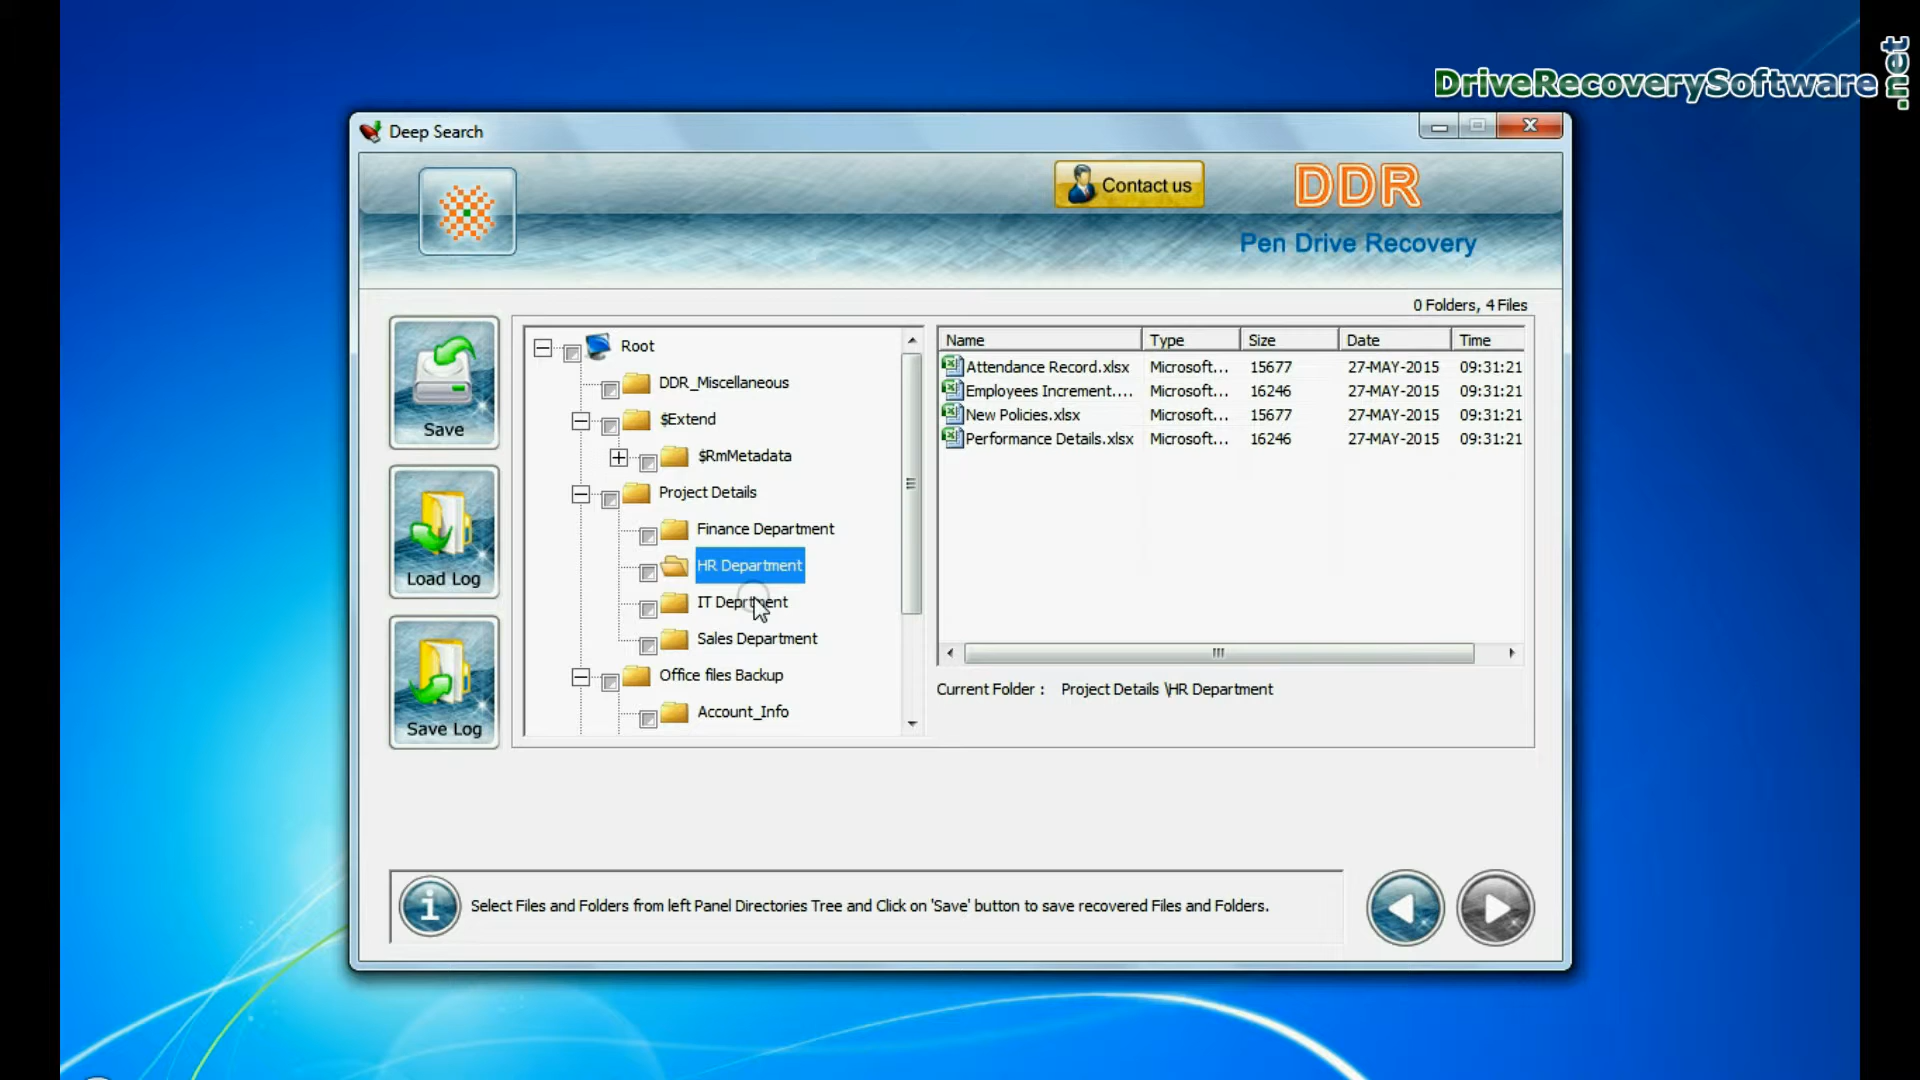 DriveRecoverySoftware.net
Deep Search
Contact us
DDR
Pen Drive Recovery
0 Folders, 4 Files
Save
Load Log
Save Log
Root
DDR_Miscellaneous
$Extend
$RmMetadata
Project Details
Finance Department
HR Department
IT Deprtment
Sales Department
Office files Backup
Account_Info
Name Type Size Date Time
Attendance Record.xlsx Microsoft... 15677 27-MAY-2015 09:31:21
Employees Increment.... Microsoft... 16246 27-MAY-2015 09:31:21
New Policies.xlsx Microsoft... 15677 27-MAY-2015 09:31:21
Performance Details.xlsx Microsoft... 16246 27-MAY-2015 09:31:21
Current Folder : Project Details \HR Department
Select Files and Folders from left Panel Directories Tree and Click on 'Save' button to save recovered Files and Folders.